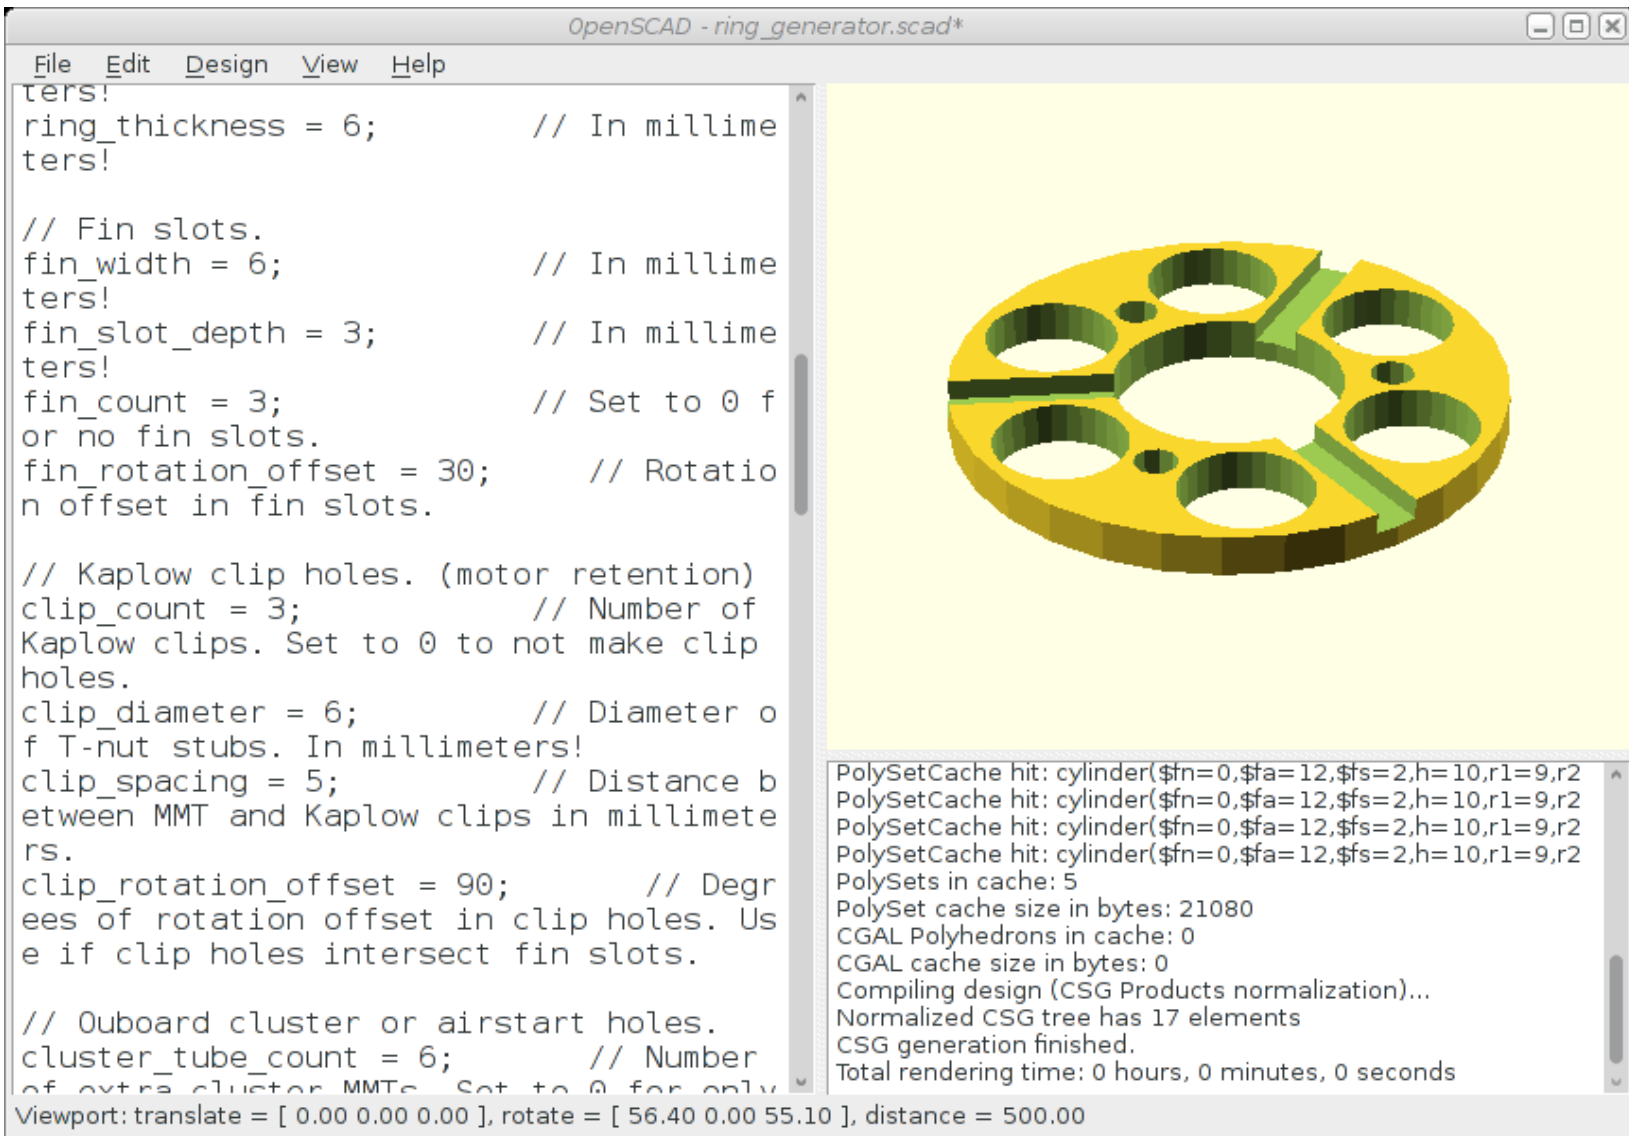 OpenSCAD - ring_generator.scad*
File Edit Design View Help
ters!
ring_thickness = 6; // In millime
ters!
// Fin slots.
fin_width = 6; // In millime
ters!
fin_slot_depth = 3; // In millime
ters!
fin_count = 3; // Set to 0 f
or no fin slots.
fin_rotation_offset = 30; // Rotatio
n offset in fin slots.
// Kaplow clip holes. (motor retention)
clip_count = 3; // Number of
Kaplow clips. Set to 0 to not make clip
holes.
clip_diameter = 6; // Diameter o
f T-nut stubs. In millimeters!
clip_spacing = 5; // Distance b
etween MMT and Kaplow clips in millimete
rs.
clip_rotation_offset = 90; // Degr
ees of rotation offset in clip holes. Us
e if clip holes intersect fin slots.
// Ouboard cluster or airstart holes.
cluster_tube_count = 6; // Number
of extra cluster MMTs. Set to 0 for only
PolySetCache hit: cylinder($fn=0,$fa=12,$fs=2,h=10,r1=9,r2
PolySetCache hit: cylinder($fn=0,$fa=12,$fs=2,h=10,r1=9,r2
PolySetCache hit: cylinder($fn=0,$fa=12,$fs=2,h=10,r1=9,r2
PolySetCache hit: cylinder($fn=0,$fa=12,$fs=2,h=10,r1=9,r2
PolySets in cache: 5
PolySet cache size in bytes: 21080
CGAL Polyhedrons in cache: 0
CGAL cache size in bytes: 0
Compiling design (CSG Products normalization)...
Normalized CSG tree has 17 elements
CSG generation finished.
Total rendering time: 0 hours, 0 minutes, 0 seconds
Viewport: translate = [ 0.00 0.00 0.00 ], rotate = [ 56.40 0.00 55.10 ], distance = 500.00